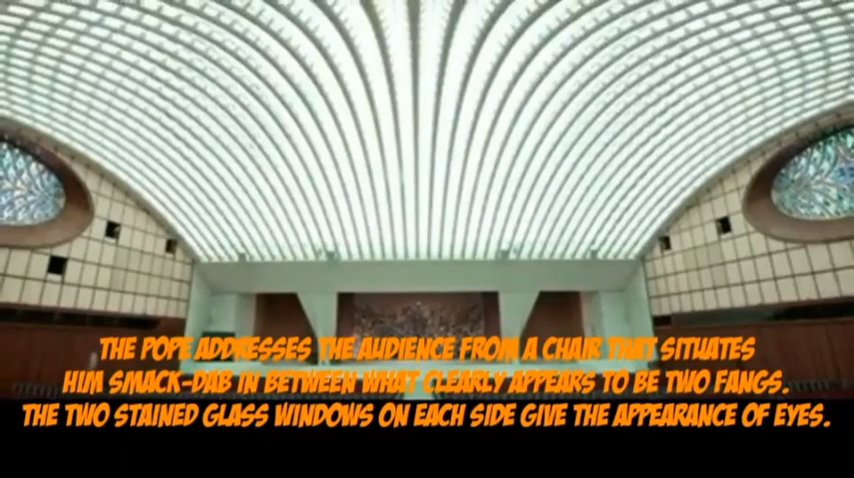 THE POPE ADDRESSES THE AUDIENCE FROM A CHAIR THAT SITUATES
HIM SMACK-DAB IN BETWEEN WHAT CLEARLY APPEARS TO BE TWO FANGS.
THE TWO STAINED GLASS WINDOWS ON EACH SIDE GIVE THE APPEARANCE OF EYES.